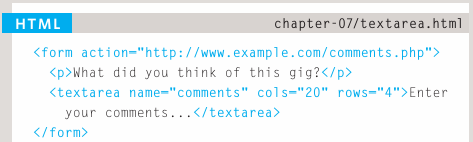 HTML
chapter-07/textarea.html
<form action="http://www.example.com/comments.php">
<p>What did you think of this gig?</p>
<textarea name="comments" cols="20" rows="4">Enter
your comments...</textarea>
</form>